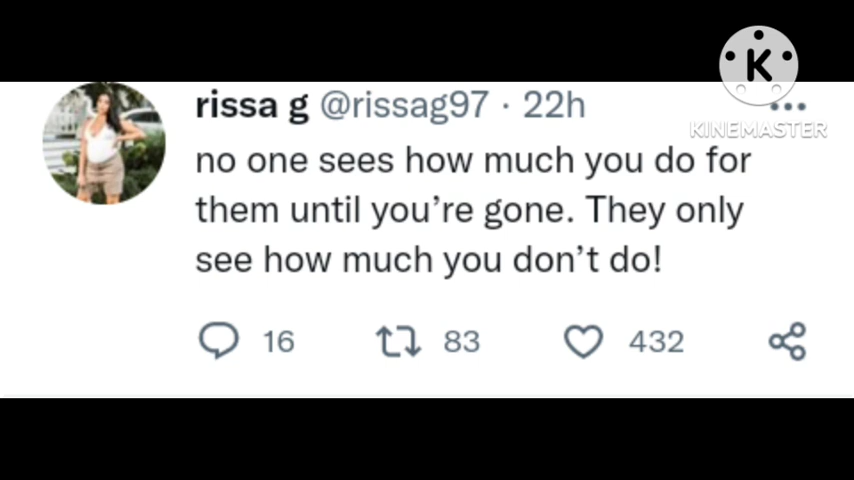 rissa g @rissag97 · 22h
K
KINEMASTER
no one sees how much you do for
them until you’re gone. They only
see how much you don’t do!
16 83 432